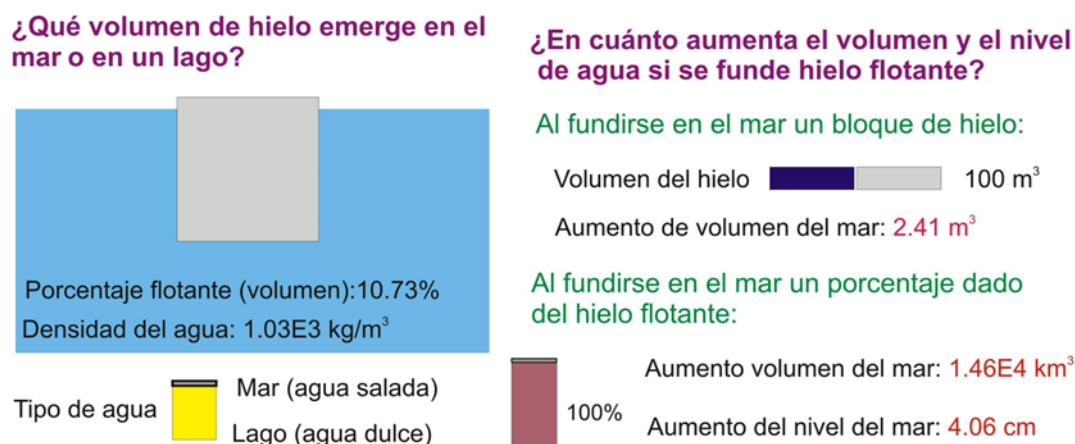 ¿Qué volumen de hielo emerge en el
mar o en un lago?
Porcentaje flotante (volumen):10.73%
Densidad del agua: 1.03E3 kg/m³
Tipo de agua
Mar (agua salada)
Lago (agua dulce)
¿En cuánto aumenta el volumen y el nivel
de agua si se funde hielo flotante?
Al fundirse en el mar un bloque de hielo:
Volumen del hielo 100 m³
Aumento de volumen del mar: 2.41 m³
Al fundirse en el mar un porcentaje dado
del hielo flotante:
100%
Aumento volumen del mar: 1.46E4 km³
Aumento del nivel del mar: 4.06 cm